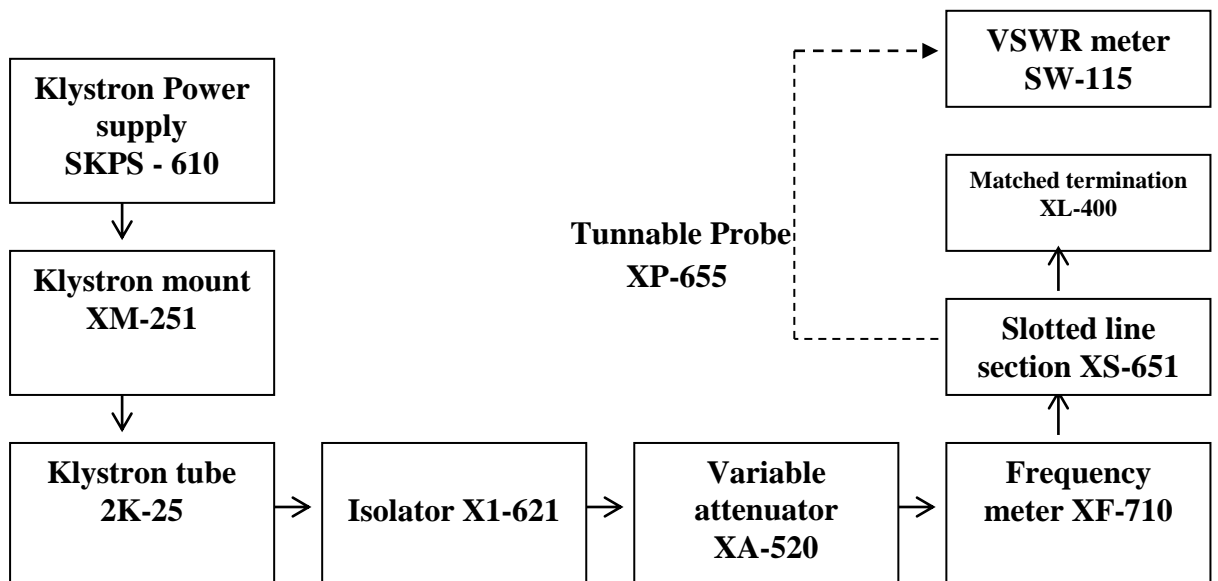 Klystron Power
supply
SKPS - 610
Klystron mount
XM-251
Klystron tube
2K-25
Isolator X1-621
Variable
attenuator
XA-520
Frequency
meter XF-710
Slotted line
section XS-651
Matched termination
XL-400
Tunnable Probe
XP-655
VSWR meter
SW-115